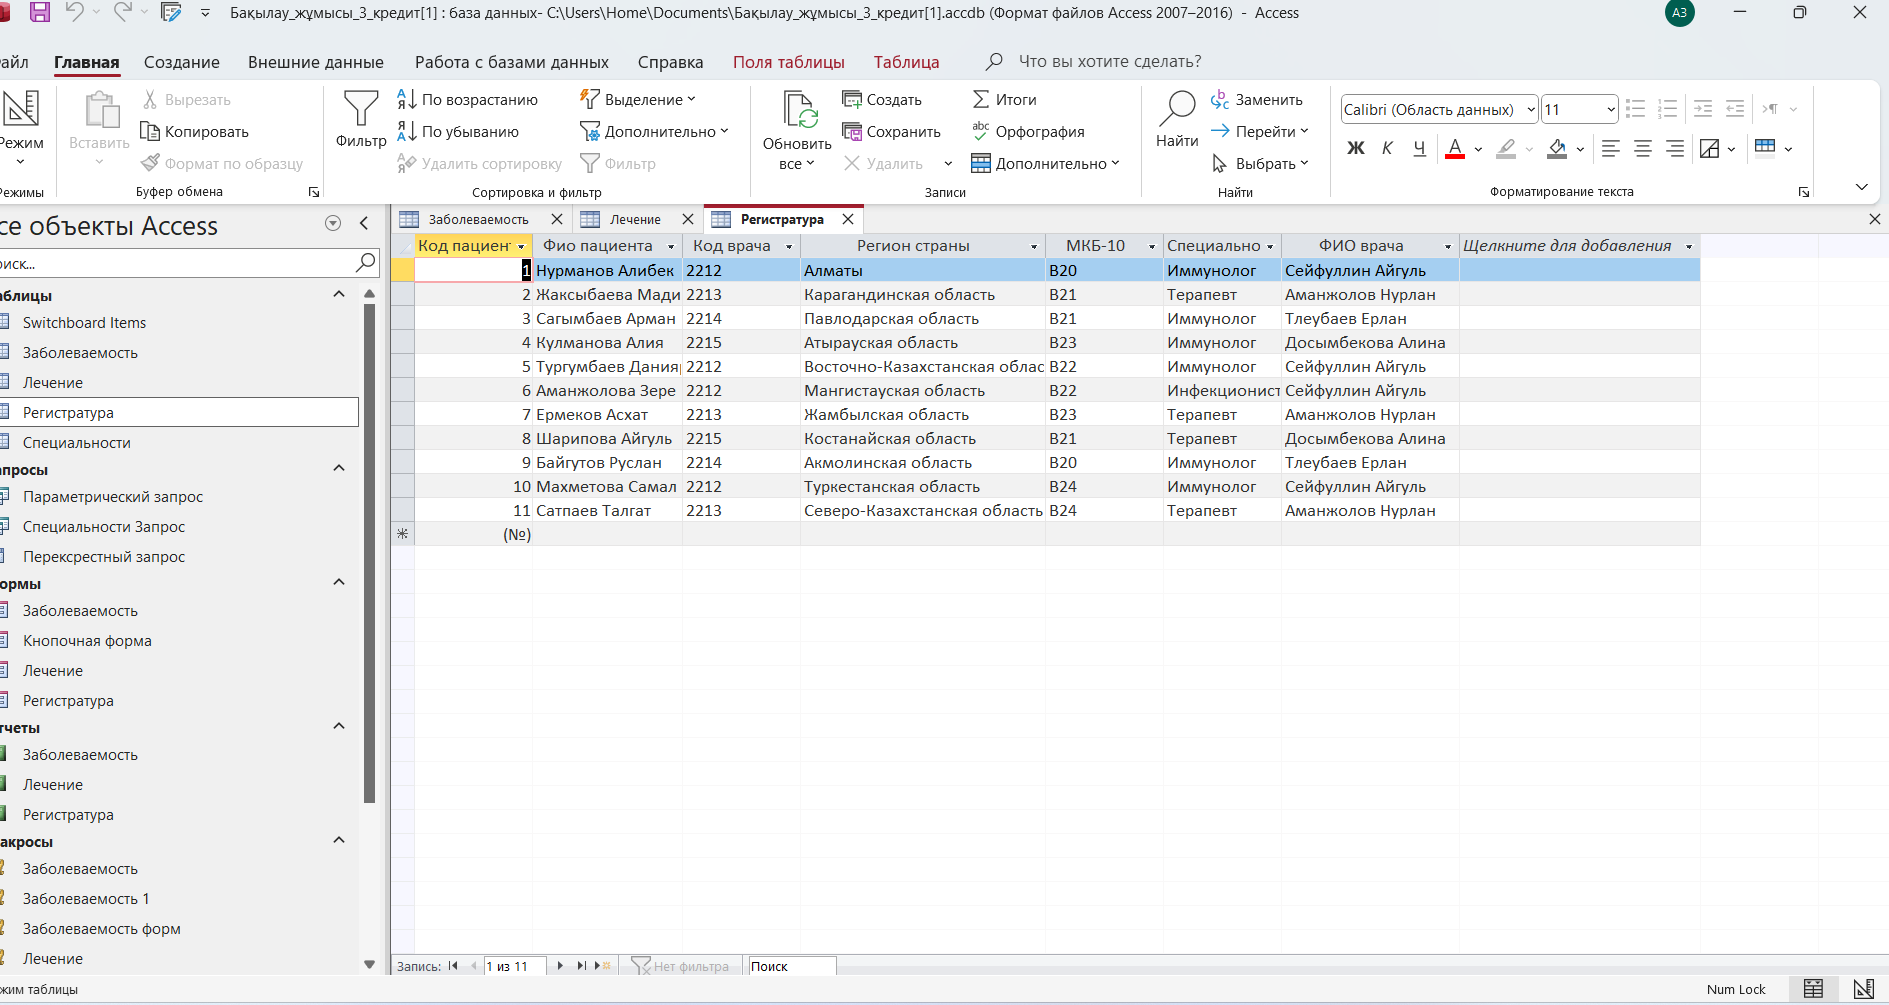 Бақылау_жұмысы_3_кредит[1] : база данных- C:\Users\Home\Documents\Бақылау_жұмысы_3_кредит[1].accdb (Формат файлов Access 2007–2016) - Access
АЗ
айл Главная Создание Внешние данные Работа с базами данных Справка Поля таблицы Таблица Что вы хотите сделать?
Режим
Режимы
Вставить
Вырезать
Копировать
Формат по образцу
Буфер обмена
Фильтр
По возрастанию
По убыванию
Удалить сортировку
Выделение
Дополнительно
Фильтр
Сортировка и фильтр
Обновить
все
Создать
Сохранить
Удалить
Итоги
Орфография
Дополнительно
Записи
Найти
Заменить
Перейти
Выбрать
Найти
Calibri (Область данных) 11
Ж К Ч А
Форматирование текста
се объекты Access
оиск...
аблицы
Switchboard Items
Заболеваемость
Лечение
Регистратура
Специальности
апросы
Параметрический запрос
Специальности Запрос
Перексрестный запрос
ормы
Заболеваемость
Кнопочная форма
Лечение
Регистратура
тчеты
Заболеваемость
Лечение
Регистратура
акросы
Заболеваемость
Заболеваемость 1
Заболеваемость форм
Лечение
Заболеваемость Лечение Регистратура
Код пациент Фио пациента Код врача Регион страны МКБ-10 Специально ФИО врача Щелкните для добавления
1 Нурманов Алибек 2212 Алматы B20 Иммунолог Сейфуллин Айгуль
2 Жаксыбаева Мади 2213 Карагандинская область B21 Терапевт Аманжолов Нурлан
3 Сагымбаев Арман 2214 Павлодарская область B21 Иммунолог Тлеубаев Ерлан
4 Кулманова Алия 2215 Атырауская область B23 Иммунолог Досымбекова Алина
5 Тургумбаев Данияр 2212 Восточно-Казахстанская облас B22 Иммунолог Сейфуллин Айгуль
6 Аманжолова Зере 2212 Мангистауская область B22 Инфекционист Сейфуллин Айгуль
7 Ермеков Асхат 2213 Жамбылская область B23 Терапевт Аманжолов Нурлан
8 Шарипова Айгуль 2215 Костанайская область B21 Терапевт Досымбекова Алина
9 Байгутов Руслан 2214 Акмолинская область B20 Иммунолог Тлеубаев Ерлан
10 Махметова Самал 2212 Туркестанская область B24 Иммунолог Сейфуллин Айгуль
11 Сатпаев Талгат 2213 Северо-Казахстанская область B24 Терапевт Аманжолов Нурлан
(№)
Запись: 1 из 11 Нет фильтра Поиск
жим таблицы
Num Lock